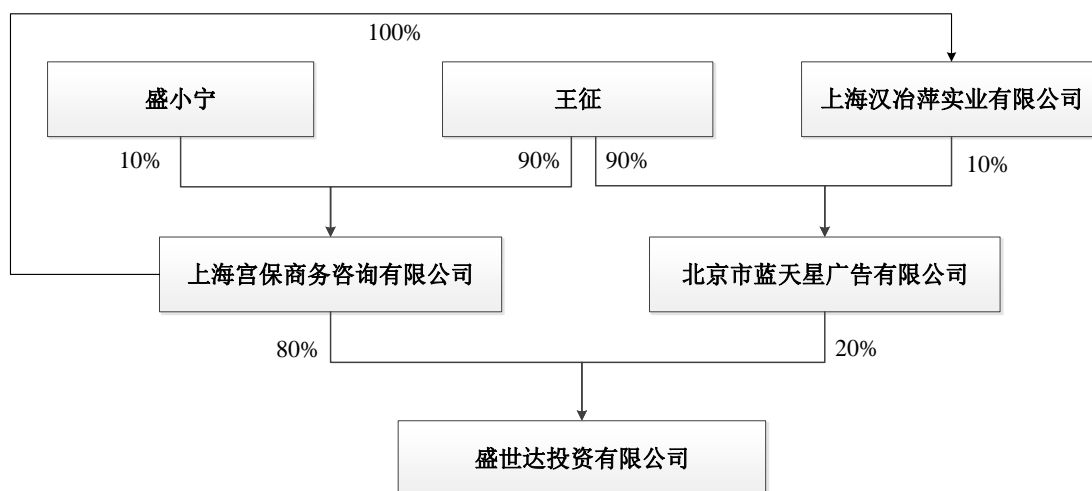 100%
盛小宁
王征
上海汉冶萍实业有限公司
10%
90%
90%
10%
上海宫保商务咨询有限公司
北京市蓝天星广告有限公司
80%
20%
盛世达投资有限公司